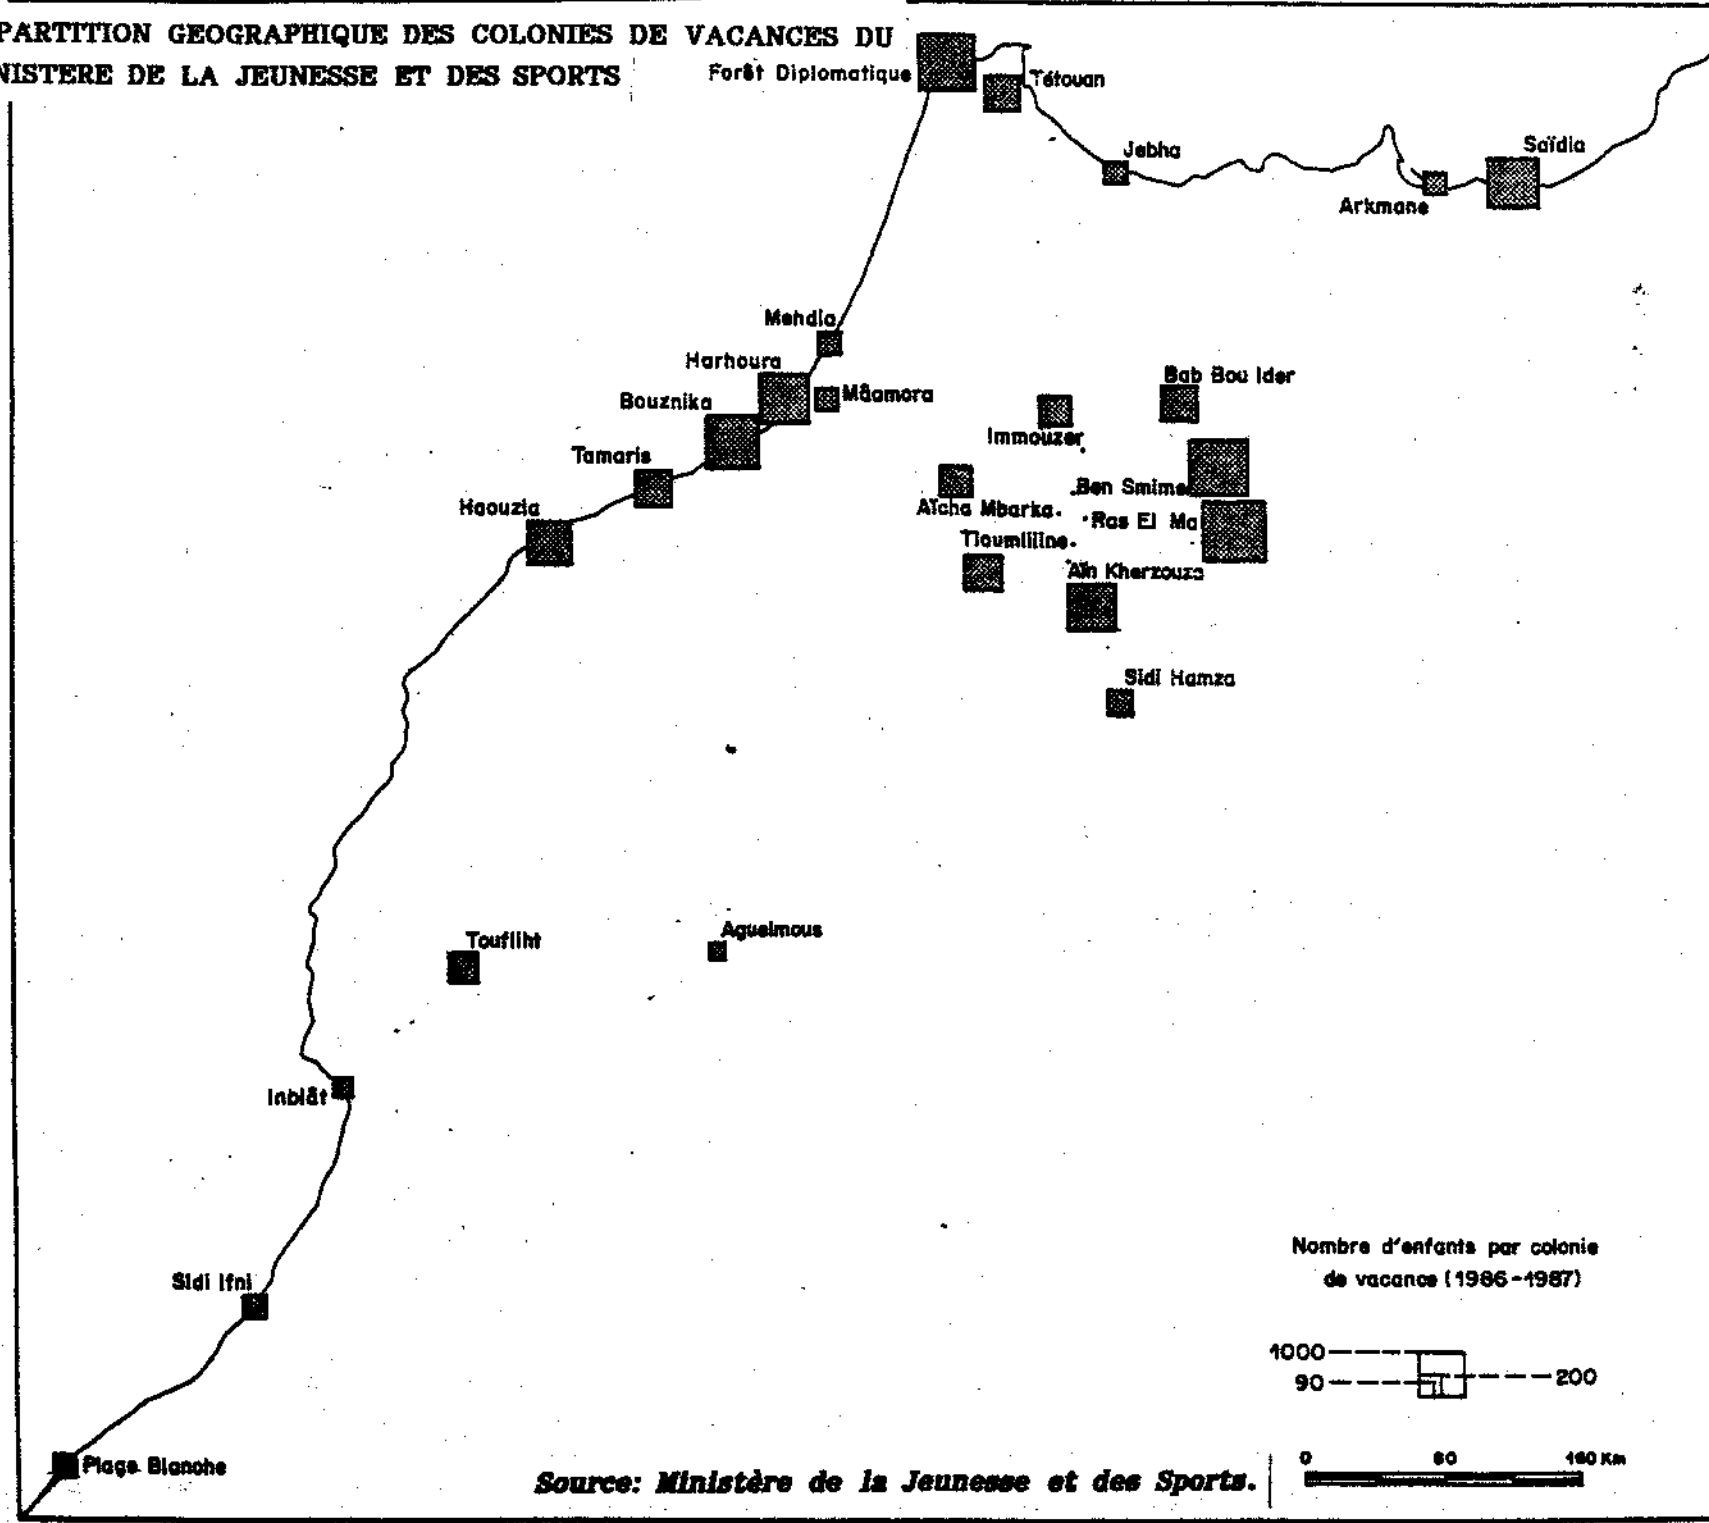 PARTITION GEOGRAPHIQUE DES COLONIES DE VACANCES DU
NISTERE DE LA JEUNESSE ET DES SPORTS
Forêt Diplomatique
Tétouan
Jebha
Saïdia
Arkmane
Mehdia
Harhoura
Mâamora
Bouznika
Tamaris
Haouzia
Bab Bou Ider
Immouzer
Ben Smime
Aïcha Mbarka
Ras El Ma
Tioumliline
Aïn Kherzouza
Sidi Hamza
Toufliht
Aguelmous
Inbiât
Sidi Ifni
Plage Blanche
Nombre d'enfants par colonie
de vacance (1986-1987)
1000
90
200
0 80 160 Km
Source: Ministère de la Jeunesse et des Sports.